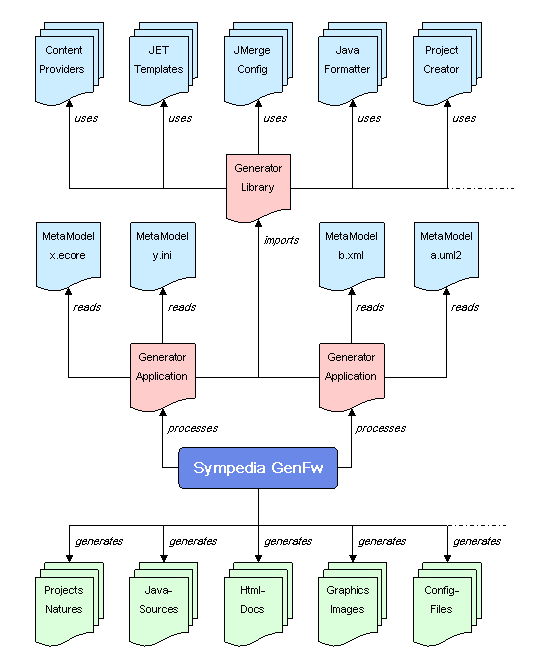 Content JET JMerge Java Project
Providers Templates Config Formatter Creator
uses uses uses uses uses
Generator
Library
MetaModel MetaModel MetaModel MetaModel
imports
x.ecore y.ini b.xml a.uml2
reads reads reads reads
Generator Generator
Application Application
processes processes
Sympedia GenFw
generates generates generates generates generates
Projects Java- Html- Graphics Config-
Natures Sources Docs Images Files